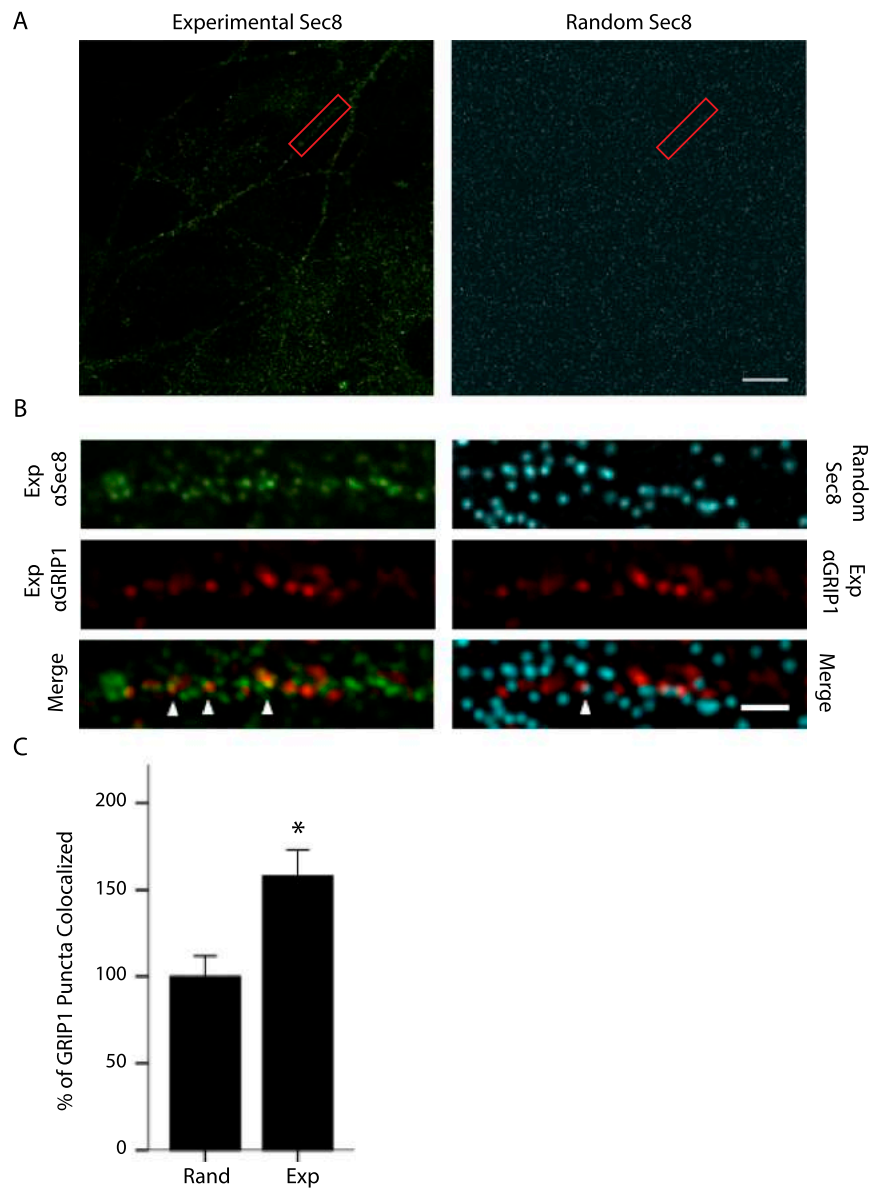 A
Experimental Sec8
Random Sec8
B
Exp
αSec8
Random
Sec8
Exp
αGRIP1
Exp
αGRIP1
Merge
Merge
C
% of GRIP1 Puncta Colocalized
200
150
100
50
0
*
Rand
Exp